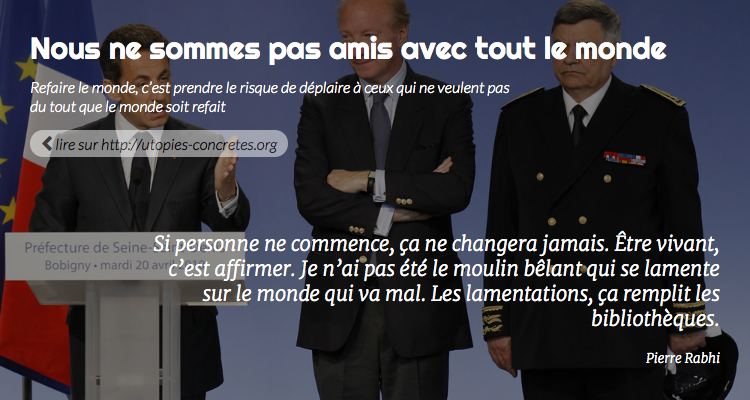 Nous ne sommes pas amis avec tout le monde
Refaire le monde, c'est prendre le risque de déplaire à ceux qui ne veulent pas
du tout que le monde soit refait
lire sur http://utopies-concretes.org
Préfecture de Seine-
Bobigny • mardi 20 avril
Si personne ne commence, ça ne changera jamais. Être vivant,
c'est affirmer. Je n'ai pas été le moulin bêlant qui se lamente
sur le monde qui va mal. Les lamentations, ça remplit les
bibliothèques.
Pierre Rabhi